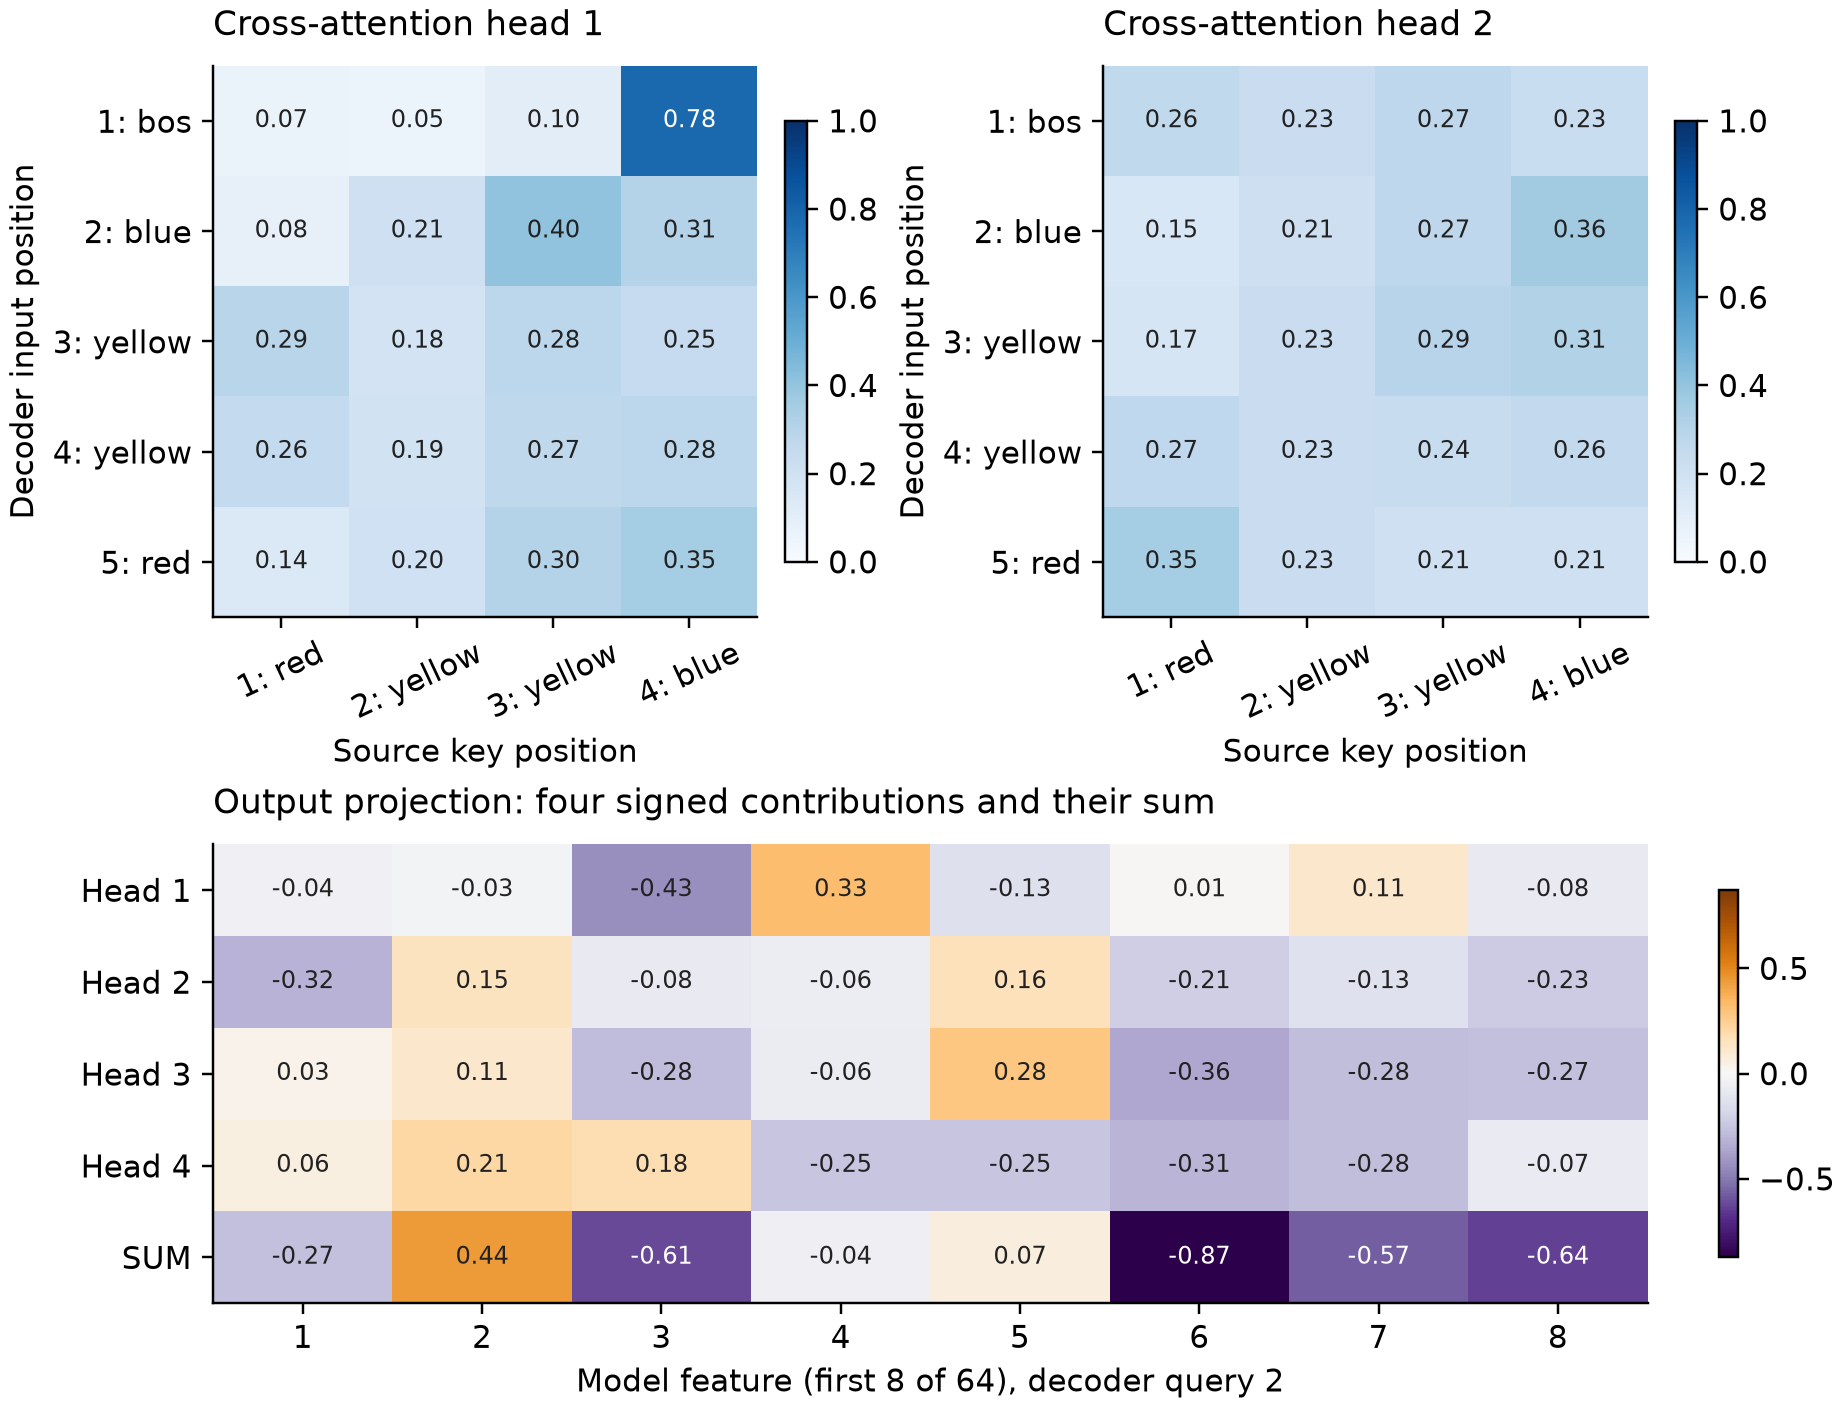 Cross-attention head 1
Decoder input position
1: bos 0.07 0.05 0.10 0.78
2: blue 0.08 0.21 0.40 0.31
3: yellow 0.29 0.18 0.28 0.25
4: yellow 0.26 0.19 0.27 0.28
5: red 0.14 0.20 0.30 0.35
1: red 2: yellow 3: yellow 4: blue
Source key position
1.0
0.8
0.6
0.4
0.2
0.0
Cross-attention head 2
Decoder input position
1: bos 0.26 0.23 0.27 0.23
2: blue 0.15 0.21 0.27 0.36
3: yellow 0.17 0.23 0.29 0.31
4: yellow 0.27 0.23 0.24 0.26
5: red 0.35 0.23 0.21 0.21
1: red 2: yellow 3: yellow 4: blue
Source key position
1.0
0.8
0.6
0.4
0.2
0.0
Output projection: four signed contributions and their sum
Head 1 -0.04 -0.03 -0.43 0.33 -0.13 0.01 0.11 -0.08
Head 2 -0.32 0.15 -0.08 -0.06 0.16 -0.21 -0.13 -0.23
Head 3 0.03 0.11 -0.28 -0.06 0.28 -0.36 -0.28 -0.27
Head 4 0.06 0.21 0.18 -0.25 -0.25 -0.31 -0.28 -0.07
SUM -0.27 0.44 -0.61 -0.04 0.07 -0.87 -0.57 -0.64
1 2 3 4 5 6 7 8
Model feature (first 8 of 64), decoder query 2
0.5
0.0
−0.5